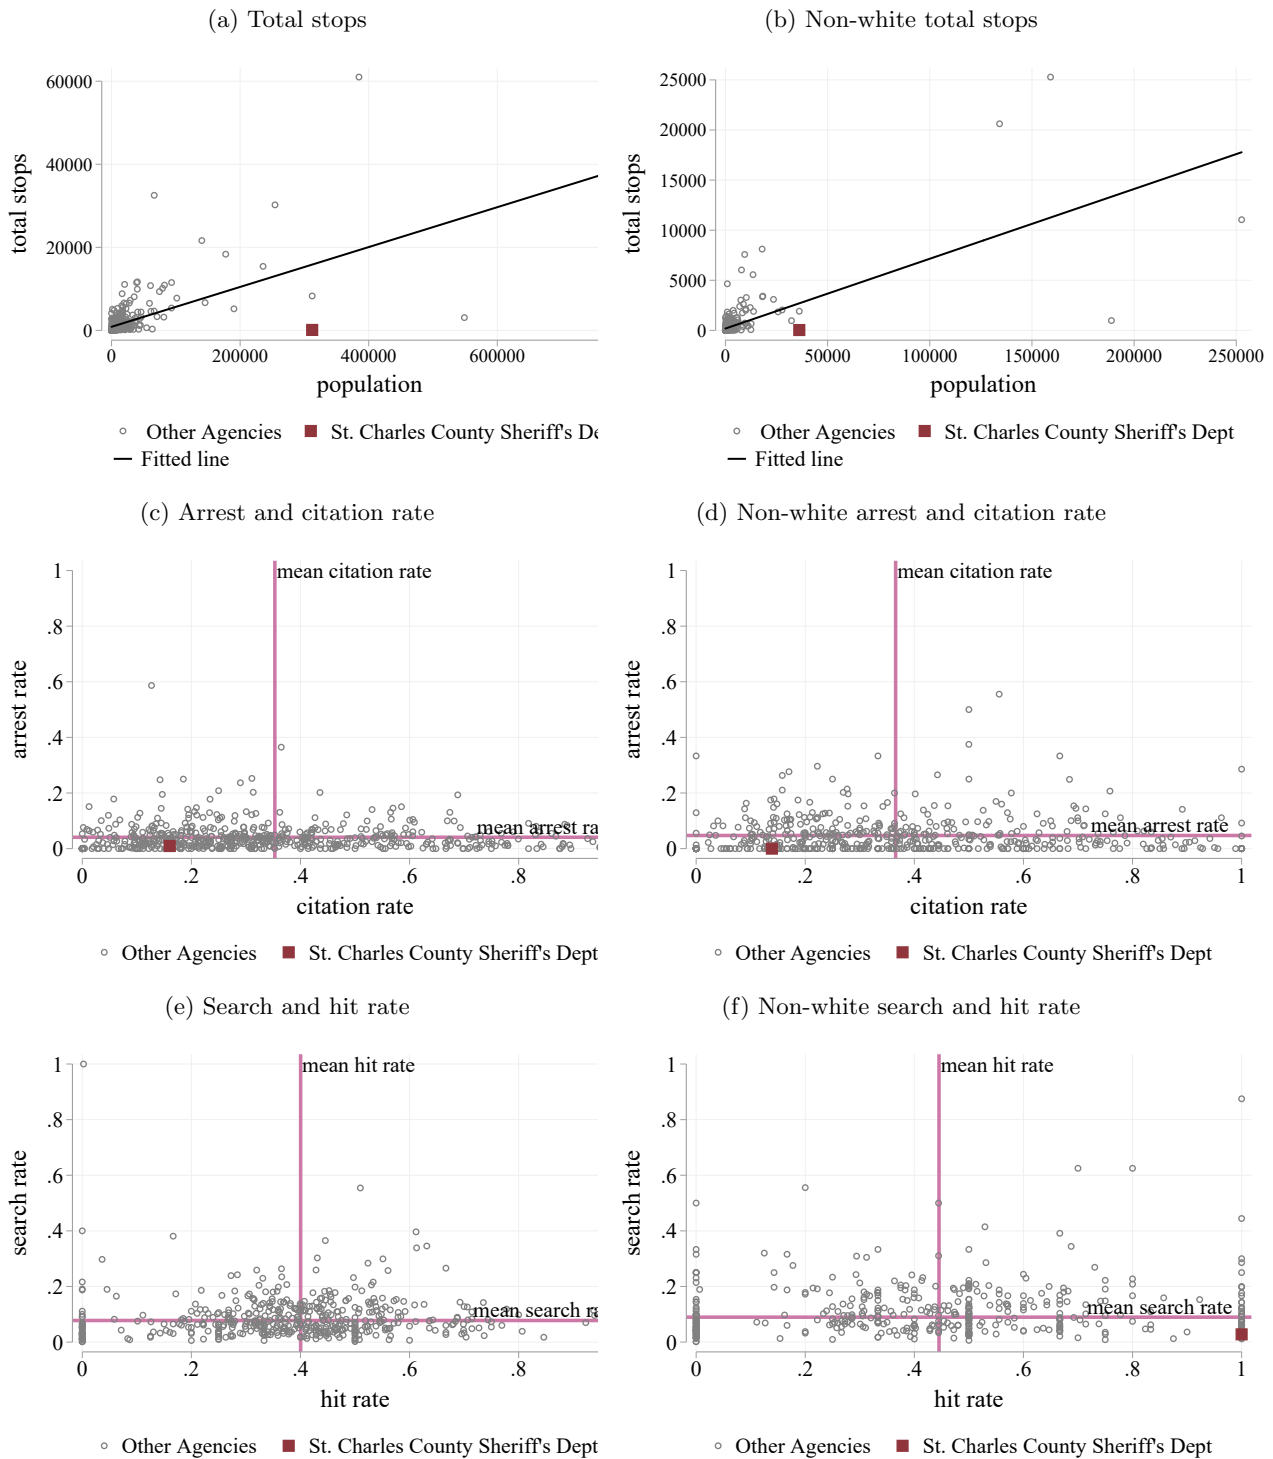 (a) Total stops
(b) Non-white total stops
60000
40000
20000
0
total stops
0 200000 400000 600000
population
Other Agencies St. Charles County Sheriff's De
Fitted line
25000
20000
15000
10000
5000
0
total stops
0 50000 100000 150000 200000 250000
population
Other Agencies St. Charles County Sheriff's Dept
Fitted line
(c) Arrest and citation rate
(d) Non-white arrest and citation rate
mean citation rate
1
.8
.6
.4
.2
0
arrest rate
mean arrest ra
0 .2 .4 .6 .8
citation rate
Other Agencies St. Charles County Sheriff's Dept
mean citation rate
1
.8
.6
.4
.2
0
arrest rate
mean arrest rate
0 .2 .4 .6 .8 1
citation rate
Other Agencies St. Charles County Sheriff's Dept
(e) Search and hit rate
(f) Non-white search and hit rate
mean hit rate
1
.8
.6
.4
.2
0
search rate
mean search ra
0 .2 .4 .6 .8
hit rate
Other Agencies St. Charles County Sheriff's Dept
mean hit rate
1
.8
.6
.4
.2
0
search rate
mean search rate
0 .2 .4 .6 .8 1
hit rate
Other Agencies St. Charles County Sheriff's Dept